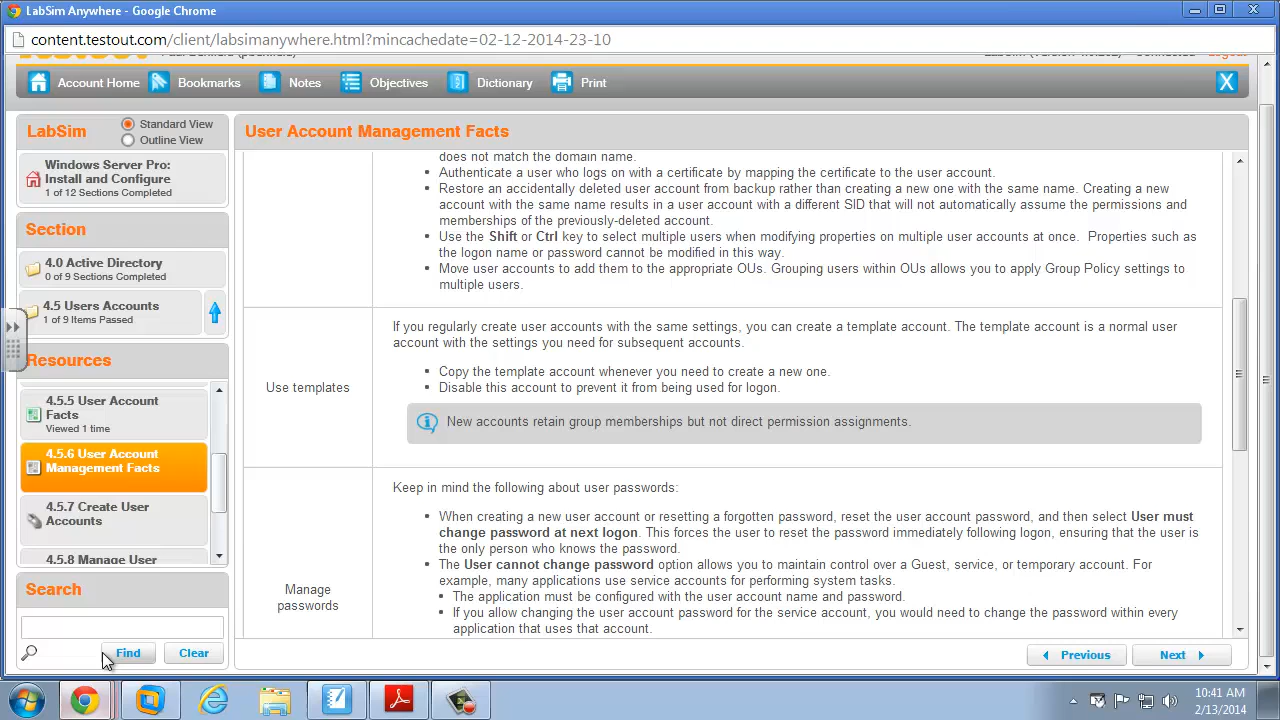 LabSim Anywhere - Google Chrome
content.testout.com/client/labsimanywhere.html?mincachedate=02-12-2014-23-10
Account Home
Bookmarks
Notes
Objectives
Dictionary
Print
X
LabSim
Standard View
Outline View
Windows Server Pro:
Install and Configure
1 of 12 Sections Completed
Section
4.0 Active Directory
0 of 9 Sections Completed
4.5 Users Accounts
1 of 9 Items Passed
Resources
4.5.5 User Account
Facts
Viewed 1 time
4.5.6 User Account
Management Facts
4.5.7 Create User
Accounts
4.5.8 Manage User
Search
Find
Clear
User Account Management Facts
does not match the domain name.
• Authenticate a user who logs on with a certificate by mapping the certificate to the user account.
• Restore an accidentally deleted user account from backup rather than creating a new one with the same name. Creating a new
account with the same name results in a user account with a different SID that will not automatically assume the permissions and
memberships of the previously-deleted account.
• Use the Shift or Ctrl key to select multiple users when modifying properties on multiple user accounts at once. Properties such as
the logon name or password cannot be modified in this way.
• Move user accounts to add them to the appropriate OUs. Grouping users within OUs allows you to apply Group Policy settings to
multiple users.
Use templates
If you regularly create user accounts with the same settings, you can create a template account. The template account is a normal user
account with the settings you need for subsequent accounts.
• Copy the template account whenever you need to create a new one.
• Disable this account to prevent it from being used for logon.
New accounts retain group memberships but not direct permission assignments.
Manage
passwords
Keep in mind the following about user passwords:
• When creating a new user account or resetting a forgotten password, reset the user account password, and then select User must
change password at next logon. This forces the user to reset the password immediately following logon, ensuring that the user is
the only person who knows the password.
• The User cannot change password option allows you to maintain control over a Guest, service, or temporary account. For
example, many applications use service accounts for performing system tasks.
• The application must be configured with the user account name and password.
• If you allow changing the user account password for the service account, you would need to change the password within every
application that uses that account.
Previous
Next
10:41 AM
2/13/2014